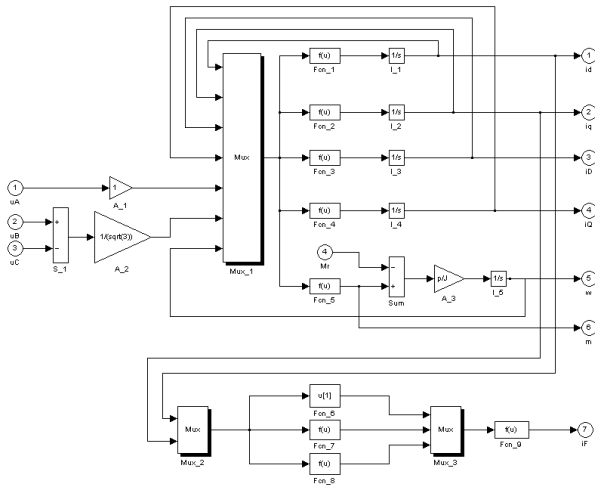 f(u)
1/s
1
Fcn_1
I_1
id
f(u)
1/s
2
Fcn_2
I_2
iq
Mux
f(u)
1/s
3
Fcn_3
I_3
iD
1
uA
1
A_1
f(u)
1/s
4
Fcn_4
I_4
iQ
2
uB
3
uC
+
−
S_1
1/(sqrt(3))
A_2
Mux_1
4
Mr
−
+
Sum
p/J
A_3
1/s
I_5
5
w
f(u)
Fcn_5
6
m
Mux
Mux_2
u[1]
Fcn_6
f(u)
Fcn_7
f(u)
Fcn_8
Mux
Mux_3
f(u)
Fcn_9
7
iF